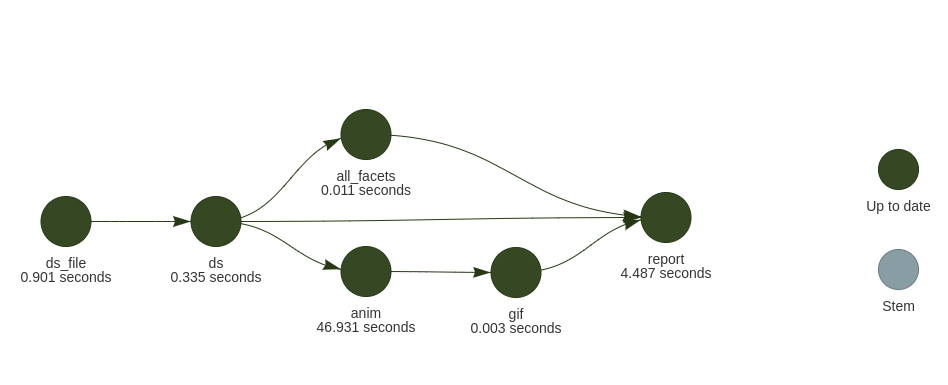 all_facets
0.011 seconds
ds_file
0.901 seconds
ds
0.335 seconds
anim
46.931 seconds
gif
0.003 seconds
report
4.487 seconds
Up to date
Stem